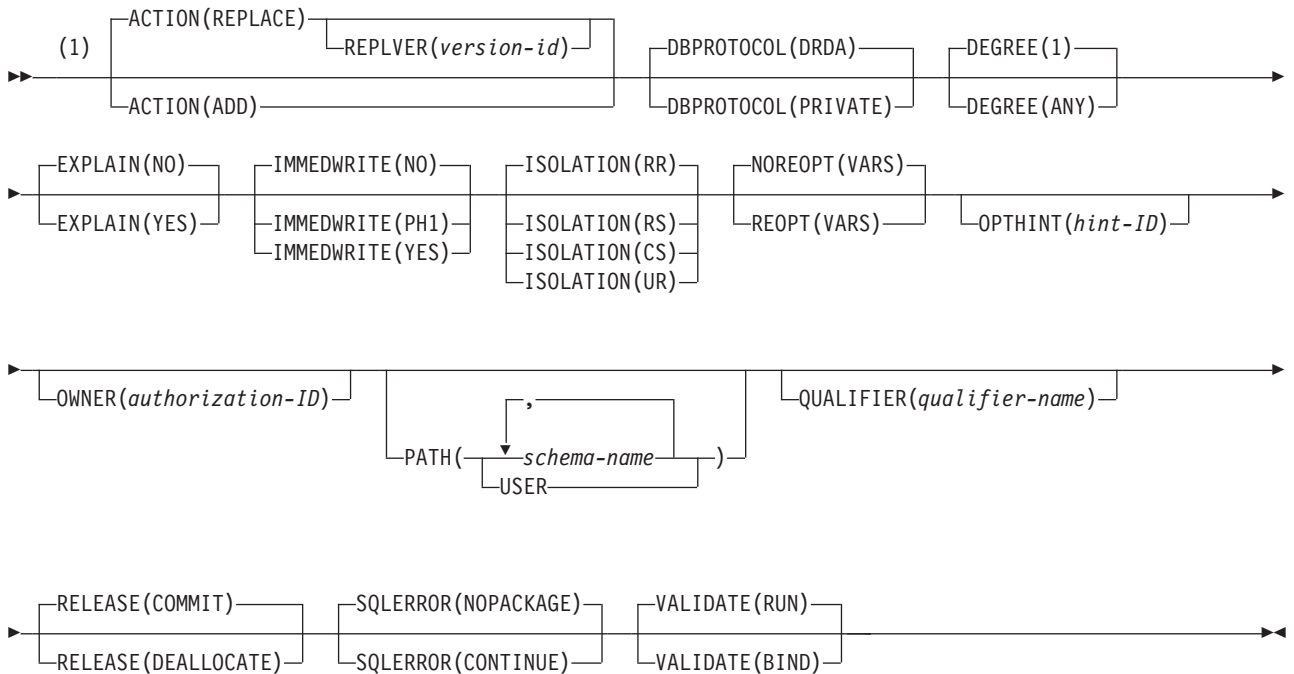 ACTION(REPLACE)
(1) REPLVER(version-id) DBPROTOCOL(DRDA) DEGREE(1)
ACTION(ADD) DBPROTOCOL(PRIVATE) DEGREE(ANY)
EXPLAIN(NO) IMMEDWRITE(NO) ISOLATION(RR) NOREOPT(VARS)
EXPLAIN(YES) IMMEDWRITE(PH1) ISOLATION(RS) REOPT(VARS) OPTHINT(hint-ID)
IMMEDWRITE(YES) ISOLATION(CS)
ISOLATION(UR)
OWNER(authorization-ID) , QUALIFIER(qualifier-name)
PATH( schema-name )
USER
RELEASE(COMMIT) SQLERROR(NOPACKAGE) VALIDATE(RUN)
RELEASE(DEALLOCATE) SQLERROR(CONTINUE) VALIDATE(BIND)